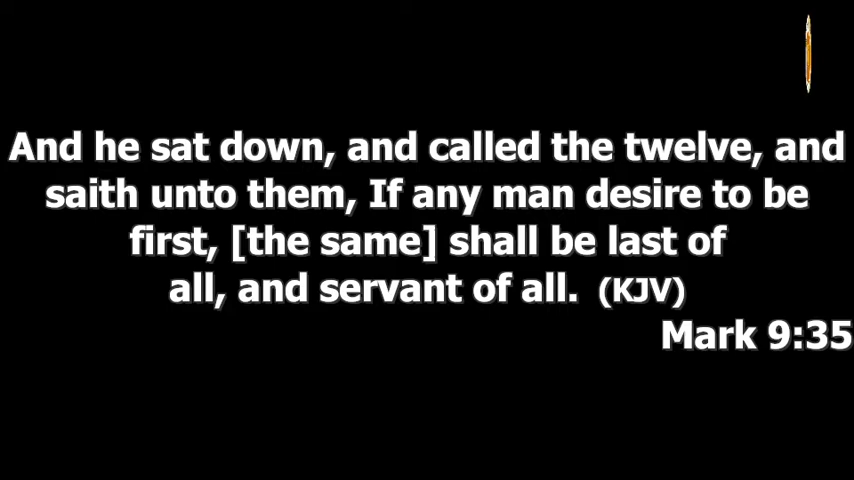 And he sat down, and called the twelve, and
saith unto them, If any man desire to be
first, [the same] shall be last of
all, and servant of all. (KJV)
Mark 9:35